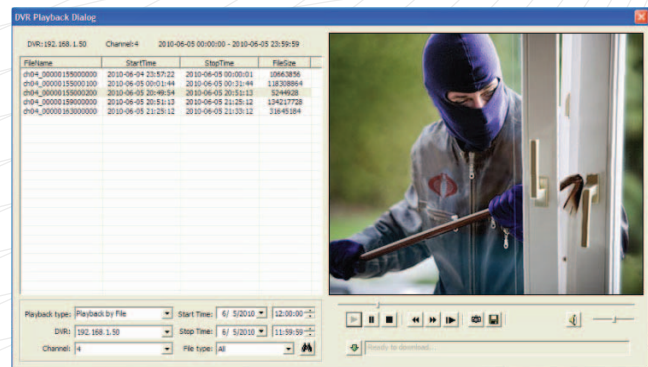 DVR Playback Dialog
DVR:192.168.1.50 Channel:4 2010-06-05 00:00:00 - 2010-06-05 23:59:59
FileName StartTime StopTime FileSize
ch04_00000155000000 2010-06-04 23:57:22 2010-06-05 00:00:01 10663856
ch04_00000155000100 2010-06-05 00:01:44 2010-06-05 00:31:44 118308864
ch04_00000155000200 2010-06-05 20:49:54 2010-06-05 20:51:13 5244928
ch04_00000159000000 2010-06-05 20:51:13 2010-06-05 21:25:12 134217728
ch04_00000163000000 2010-06-05 21:25:12 2010-06-05 21:33:12 31645184
Playback type: Playback by File Start Time: 6/ 5/2010 12:00:00
DVR: 192.168.1.50 Stop Time: 6/ 5/2010 11:59:59
Channel: 4 File type: All
Ready to download...